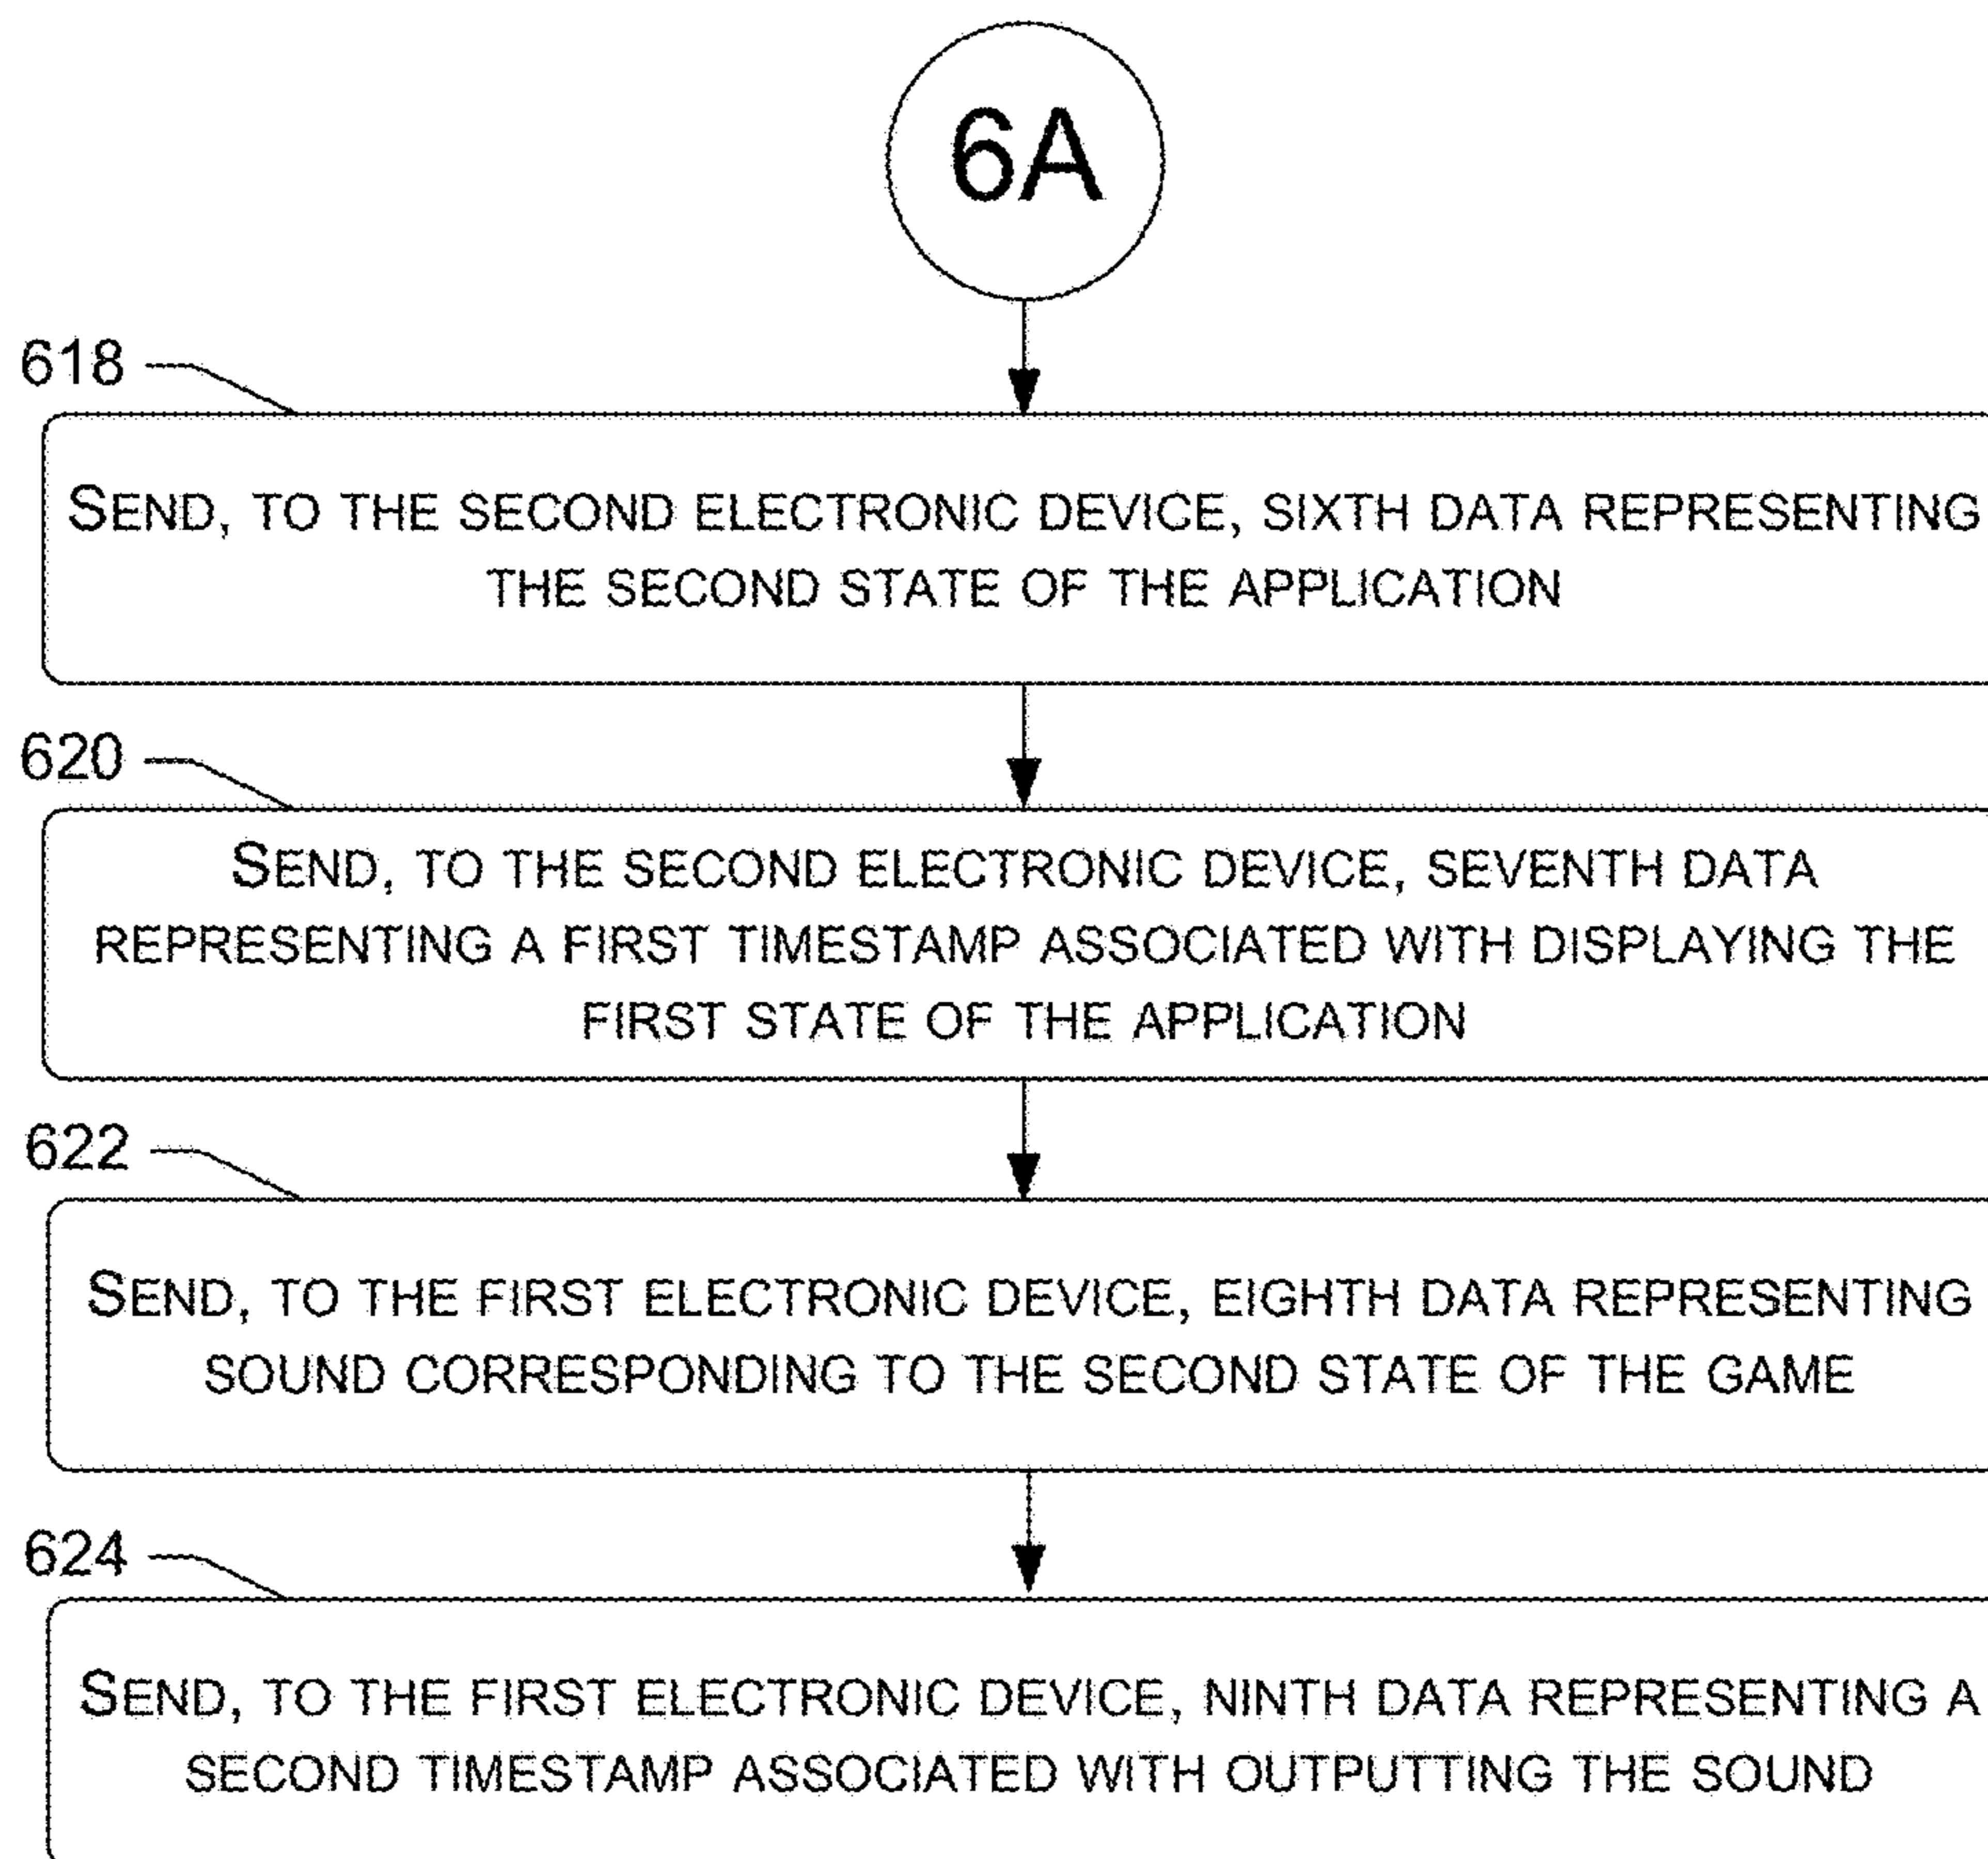 6A
618
SEND, TO THE SECOND ELECTRONIC DEVICE, SIXTH DATA REPRESENTING
THE SECOND STATE OF THE APPLICATION
620
SEND, TO THE SECOND ELECTRONIC DEVICE, SEVENTH DATA
REPRESENTING A FIRST TIMESTAMP ASSOCIATED WITH DISPLAYING THE
FIRST STATE OF THE APPLICATION
622
SEND, TO THE FIRST ELECTRONIC DEVICE, EIGHTH DATA REPRESENTING
SOUND CORRESPONDING TO THE SECOND STATE OF THE GAME
624
SEND, TO THE FIRST ELECTRONIC DEVICE, NINTH DATA REPRESENTING A
SECOND TIMESTAMP ASSOCIATED WITH OUTPUTTING THE SOUND